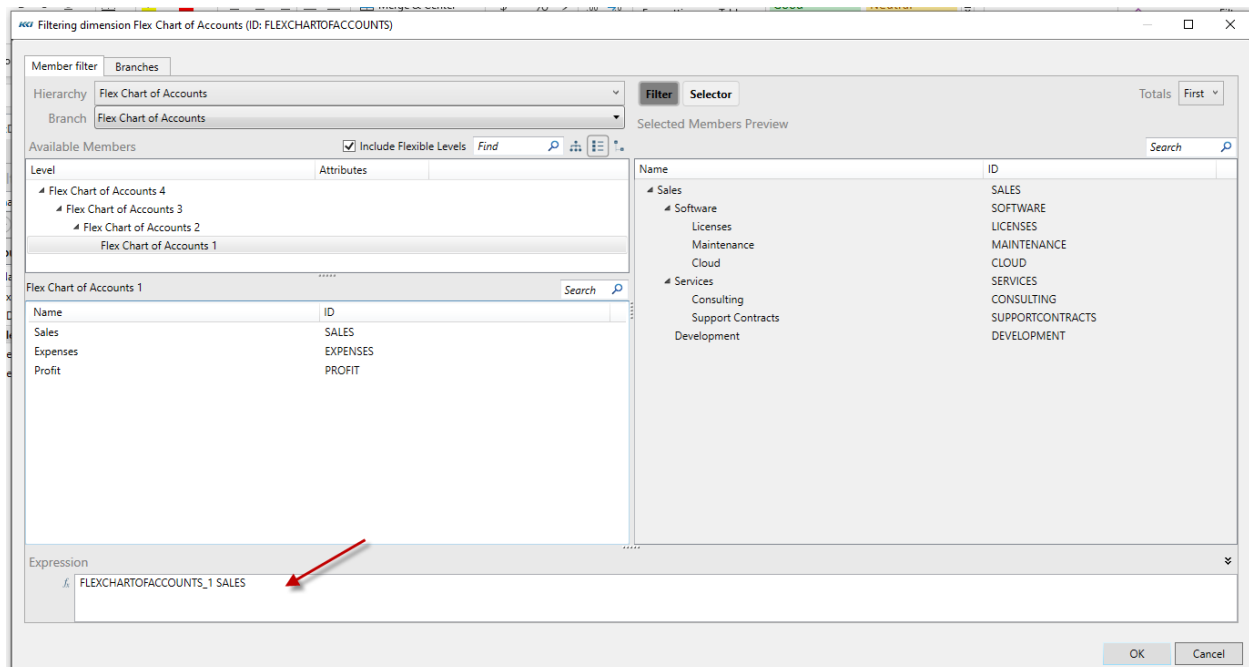 KCI Filtering dimension Flex Chart of Accounts (ID: FLEXCHARTOFACCOUNTS)
Member filter Branches
Hierarchy Flex Chart of Accounts
Branch Flex Chart of Accounts
Filter Selector Totals First
Selected Members Preview
Available Members Include Flexible Levels Find Search
Level Attributes
Flex Chart of Accounts 4
Flex Chart of Accounts 3
Flex Chart of Accounts 2
Flex Chart of Accounts 1
Flex Chart of Accounts 1 Search
Name ID
Sales SALES
Expenses EXPENSES
Profit PROFIT
Name ID
Sales SALES
Software SOFTWARE
Licenses LICENSES
Maintenance MAINTENANCE
Cloud CLOUD
Services SERVICES
Consulting CONSULTING
Support Contracts SUPPORTCONTRACTS
Development DEVELOPMENT
Expression
fx FLEXCHARTOFACCOUNTS_1 SALES
OK Cancel